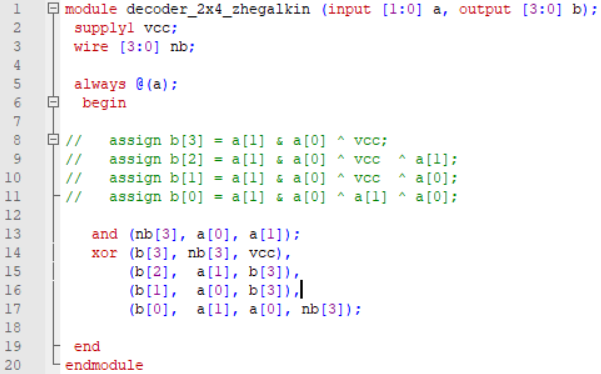 1 module decoder_2x4_zhegalkin (input [1:0] a, output [3:0] b);
2 supply1 vcc;
3 wire [3:0] nb;
4
5 always @(a);
6 begin
7
8 // assign b[3] = a[1] & a[0] ^ vcc;
9 // assign b[2] = a[1] & a[0] ^ vcc ^ a[1];
10 // assign b[1] = a[1] & a[0] ^ vcc ^ a[0];
11 // assign b[0] = a[1] & a[0] ^ a[1] ^ a[0];
12
13 and (nb[3], a[0], a[1]);
14 xor (b[3], nb[3], vcc),
15 (b[2], a[1], b[3]),
16 (b[1], a[0], b[3]),
17 (b[0], a[1], a[0], nb[3]);
18
19 end
20 endmodule